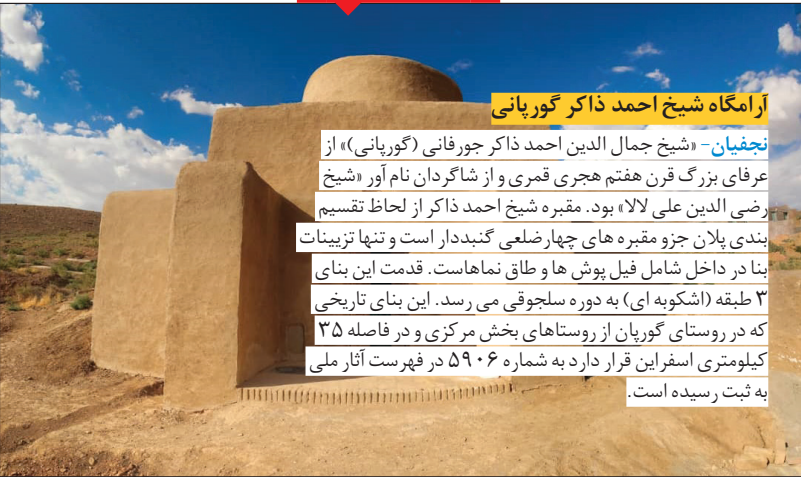 آرامگاه شیخ احمد ذاکر گورپانی
نجفیان- «شیخ جمال الدین احمد ذاکر جورفانی (گورپانی)» از
عرفای بزرگ قرن هفتم هجری قمری و از شاگردان نام آور «شیخ
رضی الدین علی لالا» بود. مقبره شیخ احمد ذاکر از لحاظ تقسیم
بندی پلان جزو مقبره های چهارضلعی گنبددار است و تنها تزیینات
بنا در داخل شامل فیل پوش ها و طاق نماهاست. قدمت این بنای
۳ طبقه (اشکوبه ای) به دوره سلجوقی می رسد. این بنای تاریخی
که در روستای گورپان از روستاهای بخش مرکزی و در فاصله ۳۵
کیلومتری اسفراین قرار دارد به شماره ۵۹۰۶ در فهرست آثار ملی
به ثبت رسیده است.